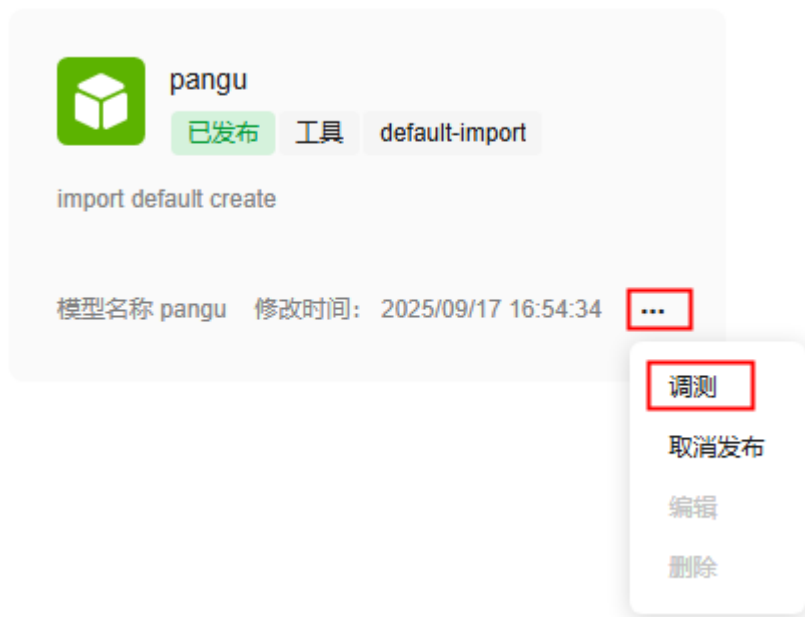 pangu
已发布 工具 default-import
import default create
模型名称 pangu 修改时间: 2025/09/17 16:54:34 ...
调测
取消发布
编辑
删除